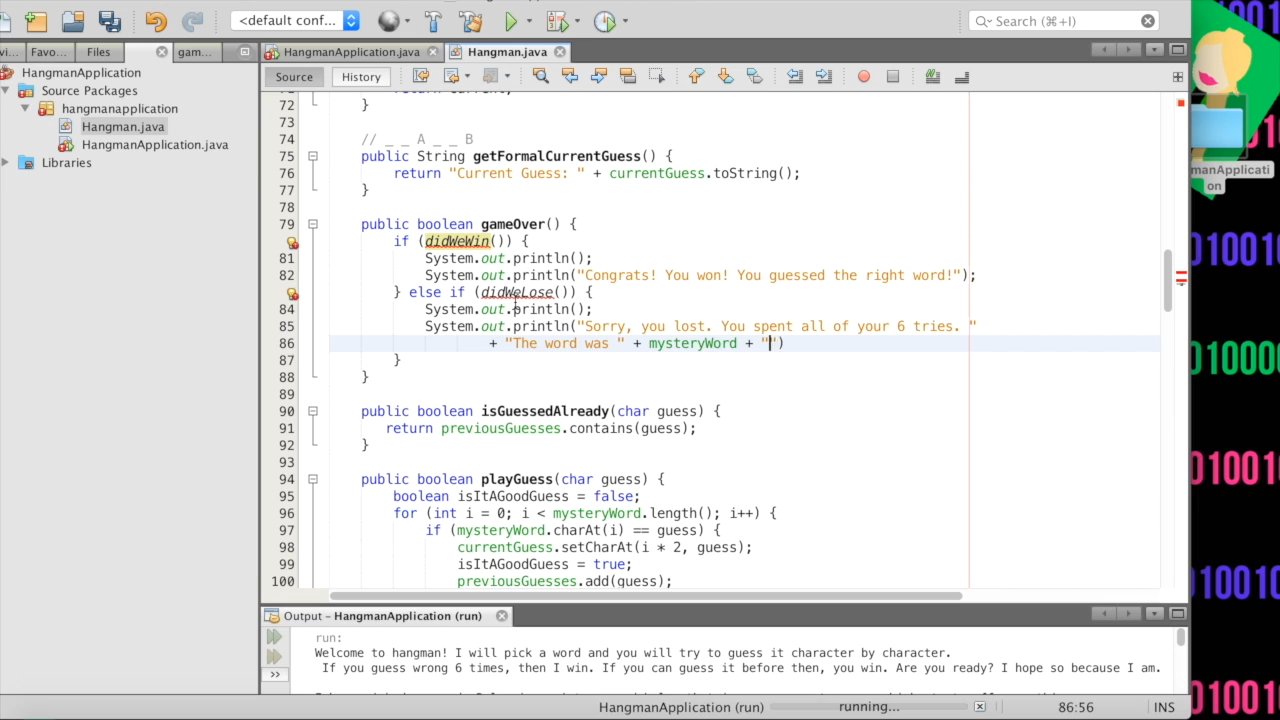 <default conf...
Search (⌘+I)
Favo...
Files
gam...
HangmanApplication.java
Hangman.java
HangmanApplication
Source
History
Source Packages
hangmanapplication
Hangman.java
HangmanApplication.java
Libraries
72 }
73
74 // _ _ A _ _ B
75 public String getFormalCurrentGuess() {
76 return "Current Guess: " + currentGuess.toString();
77 }
78
79 public boolean gameOver() {
if (didWeWin()) {
81 System.out.println();
82 System.out.println("Congrats! You won! You guessed the right word!");
} else if (didWeLose()) {
84 System.out.println();
85 System.out.println("Sorry, you lost. You spent all of your 6 tries. "
86 + "The word was " + mysteryWord + "")
87 }
88 }
89
90 public boolean isGuessedAlready(char guess) {
91 return previousGuesses.contains(guess);
92 }
93
94 public boolean playGuess(char guess) {
95 boolean isItAGoodGuess = false;
96 for (int i = 0; i < mysteryWord.length(); i++) {
97 if (mysteryWord.charAt(i) == guess) {
98 currentGuess.setCharAt(i * 2, guess);
99 isItAGoodGuess = true;
100 previousGuesses.add(guess);
Output – HangmanApplication (run)
run:
Welcome to hangman! I will pick a word and you will try to guess it character by character.
If you guess wrong 6 times, then I win. If you can guess it before then, you win. Are you ready? I hope so because I am.
HangmanApplication (run)
running...
86:56
INS
manApplicati
on